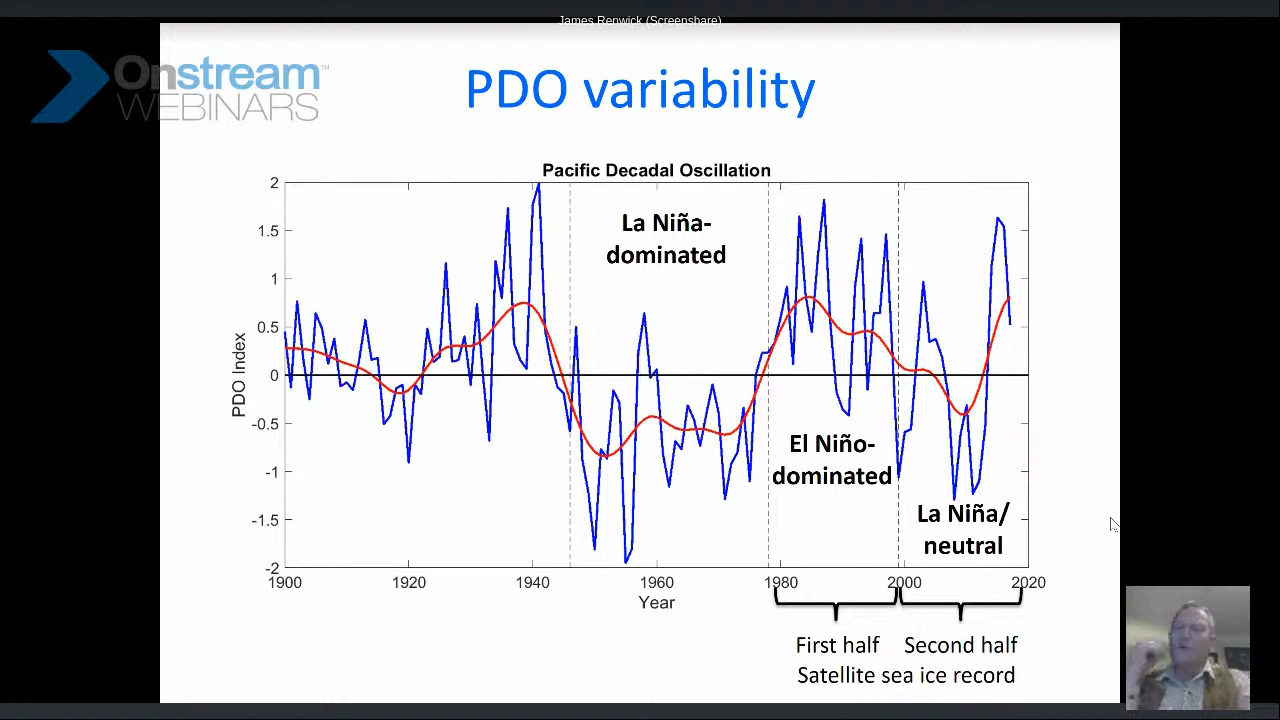 James Renwick (Screenshare)
Onstream™
WEBINARS
PDO variability
Pacific Decadal Oscillation
2
1.5
1
0.5
0
-0.5
-1
-1.5
-2
PDO Index
La Niña-
dominated
El Niño-
dominated
La Niña/
neutral
1900 1920 1940 1960 1980 2000 2020
Year
First half Second half
Satellite sea ice record